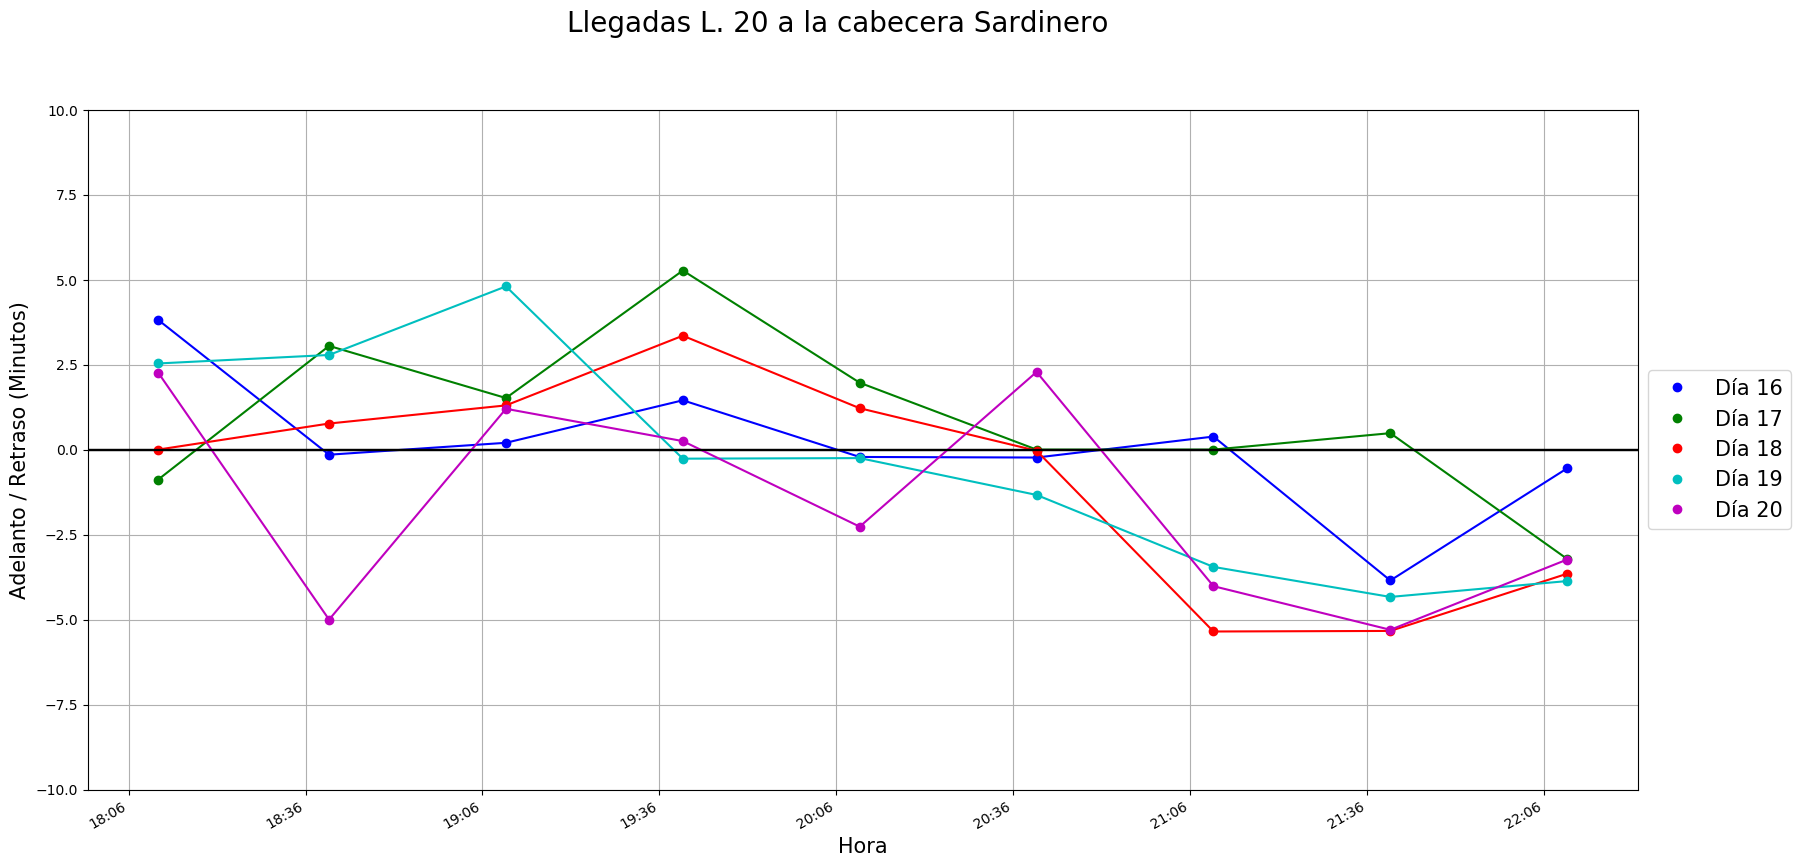 Llegadas L. 20 a la cabecera Sardinero
Adelanto / Retraso (Minutos)
10.0
7.5
5.0
2.5
0.0
−2.5
−5.0
−7.5
−10.0
18:06
18:36
19:06
19:36
20:06
20:36
21:06
21:36
22:06
Hora
Día 16
Día 17
Día 18
Día 19
Día 20